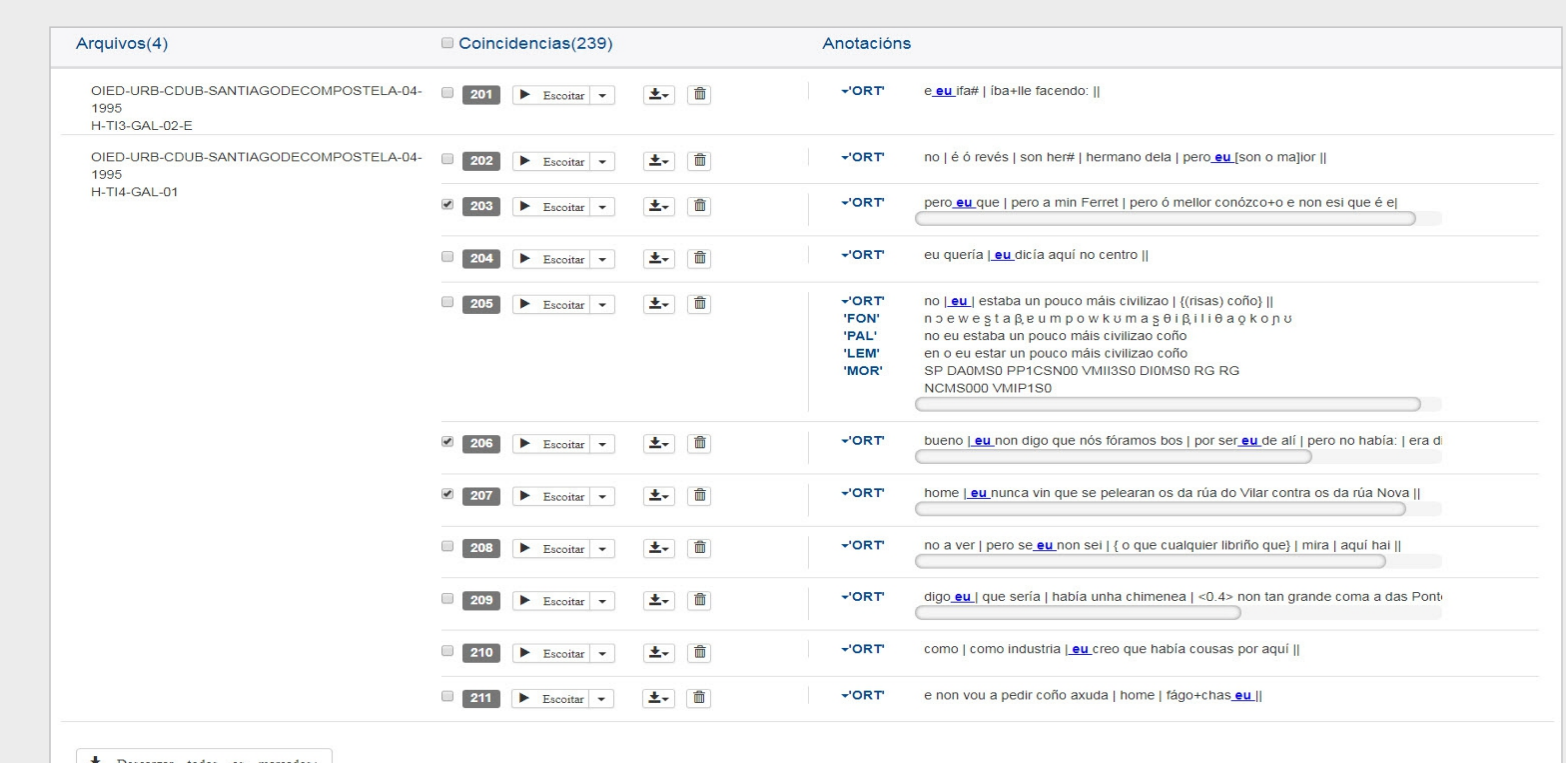 Arquivos(4) Coincidencias(239) Anotacións
OIED-URB-CDUB-SANTIAGODECOMPOSTELA-04-
1995
H-TI3-GAL-02-E
201 Escoitar 'ORT' e eu ifa# | íba+lle facendo: ||
OIED-URB-CDUB-SANTIAGODECOMPOSTELA-04-
1995
H-TI4-GAL-01
202 Escoitar 'ORT' no | é ó revés | son her# | hermano dela | pero eu [son o ma]ior ||
203 Escoitar 'ORT' pero eu que | pero a min Ferret | pero ó mellor conózco+o e non esi que é e|
204 Escoitar 'ORT' eu quería | eu dicía aquí no centro ||
205 Escoitar 'ORT' no | eu | estaba un pouco máis civilizao | {(risas) coño} ||
'FON' n ɔ e w e s̺ t a β̞ ɐ u m p o w k ʊ m a s̺ θ i β̞ i l i θ a o̯ k o ɲ ʊ
'PAL' no eu estaba un pouco máis civilizao coño
'LEM' en o eu estar un pouco máis civilizao coño
'MOR' SP DA0MS0 PP1CSN00 VMII3S0 DI0MS0 RG RG
NCMS000 VMIP1S0
206 Escoitar 'ORT' bueno | eu non digo que nós fóramos bos | por ser eu de alí | pero no había: | era di
207 Escoitar 'ORT' home | eu nunca vin que se pelearan os da rúa do Vilar contra os da rúa Nova ||
208 Escoitar 'ORT' no a ver | pero se eu non sei | { o que cualquier libriño que} | mira | aquí hai ||
209 Escoitar 'ORT' digo eu | que sería | había unha chimenea | <0.4> non tan grande coma a das Ponte
210 Escoitar 'ORT' como | como industria | eu creo que había cousas por aquí ||
211 Escoitar 'ORT' e non vou a pedir coño axuda | home | fágo+chas eu ||